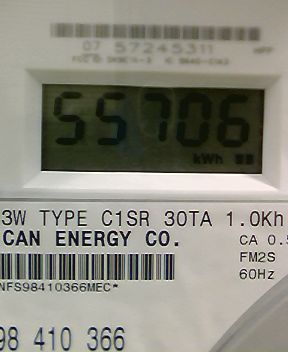 07 57245311
55706
kWh
3W TYPE C1SR 30TA 1.0Kh
CAN ENERGY CO.
CA 0.5
FM2S
60Hz
NFS98410366MEC*
98 410 366